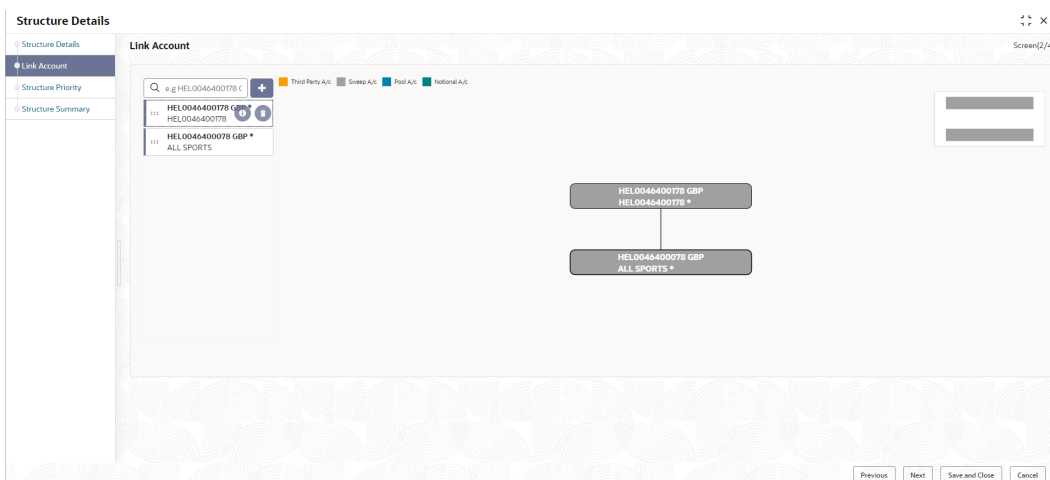 Structure Details
Structure Details
Link Account
Structure Priority
Structure Summary
Link Account
Screen(2/4
e.g HEL0046400178 (
Third Party A/c
Sweep A/c
Pool A/c
Notional A/c
HEL0046400178 GBP *
HEL0046400178
HEL0046400078 GBP *
ALL SPORTS
HEL0046400178 GBP
HEL0046400178 *
HEL0046400078 GBP
ALL SPORTS *
Previous
Next
Save and Close
Cancel